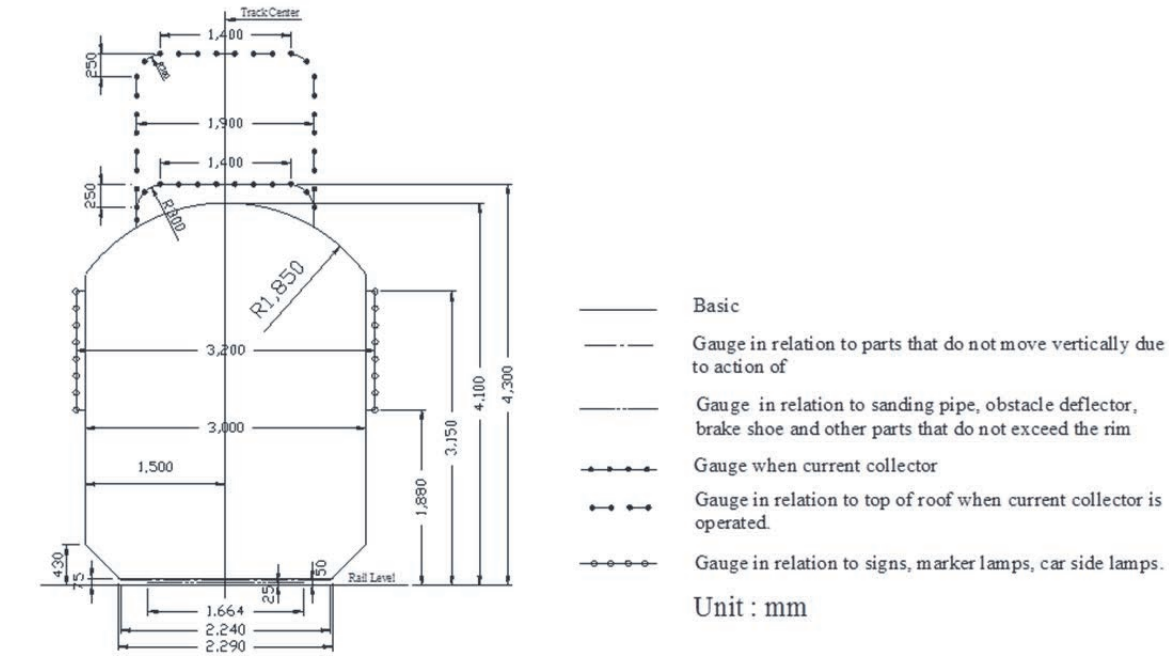 Track Center
1,400
250
R300
1,900
1,400
250
R300
R1,850
3,200
3,000
1,500
1,880
3,150
4,100
4,300
430
75
50
25
Rail Level
1.664
2.240
2.290
Basic
Gauge in relation to parts that do not move vertically due
to action of
Gauge in relation to sanding pipe, obstacle deflector,
brake shoe and other parts that do not exceed the rim
Gauge when current collector
Gauge in relation to top of roof when current collector is
operated.
Gauge in relation to signs, marker lamps, car side lamps.
Unit : mm